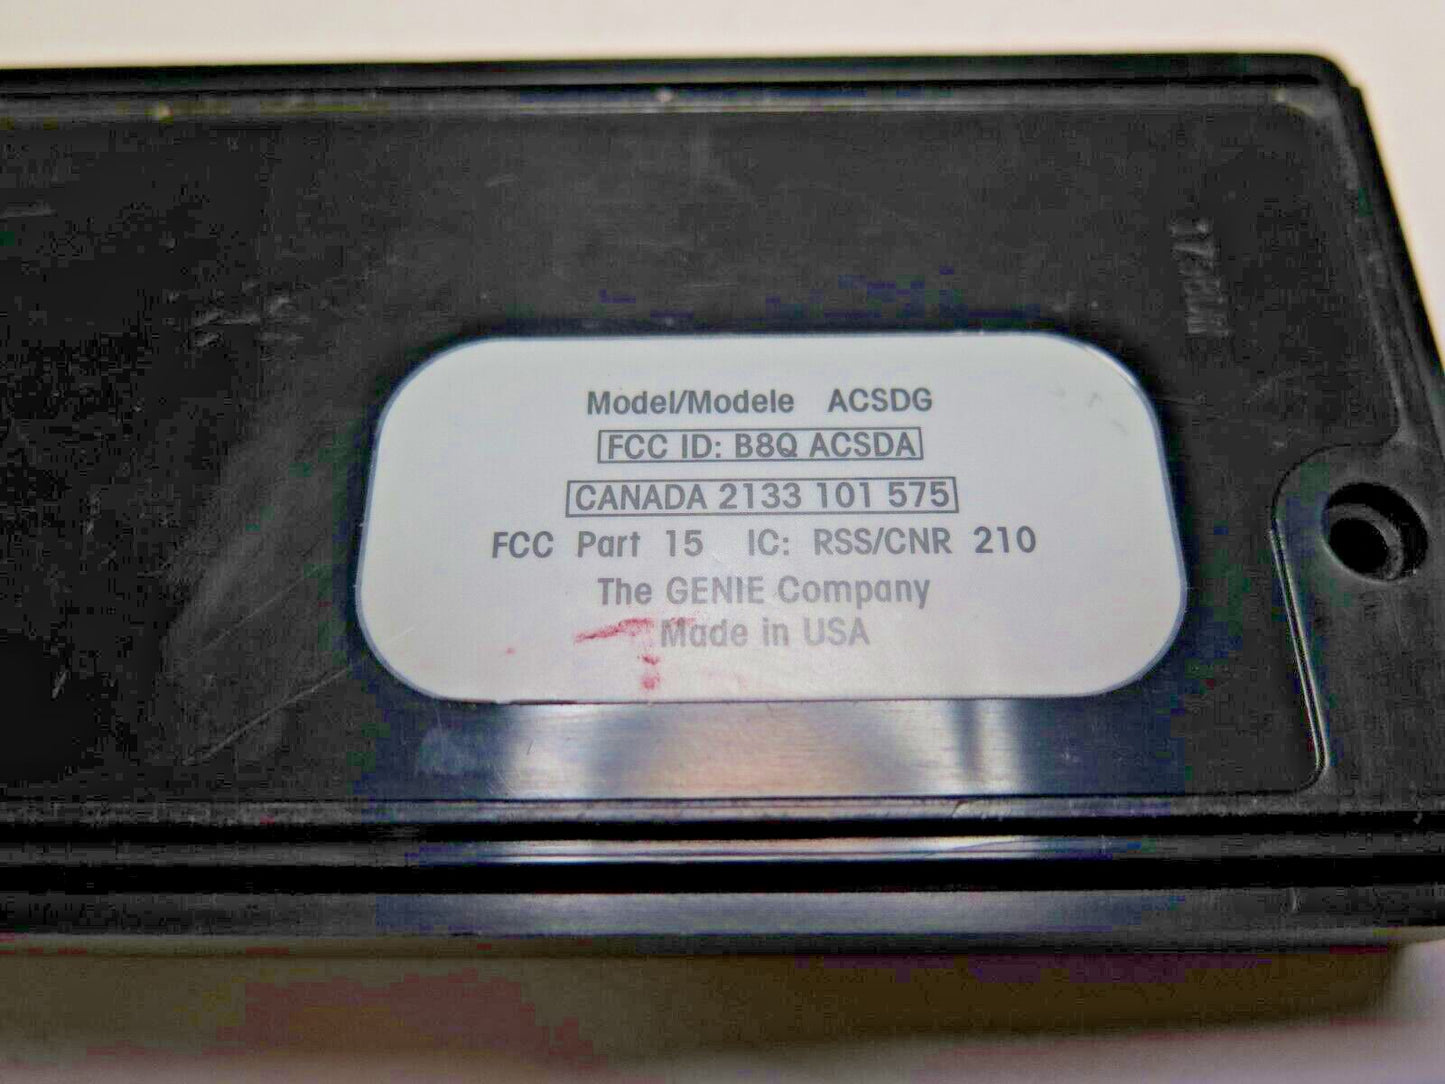 Model/Modele ACSDG
FCC ID: B8Q ACSDA
CANADA 2133 101 575
FCC Part 15 IC: RSS/CNR 210
The GENIE Company
Made in USA